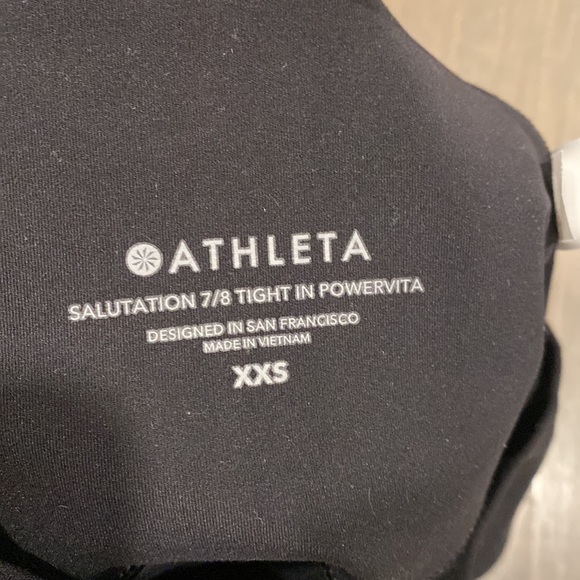 ATHLETA
SALUTATION 7/8 TIGHT IN POWERVITA
DESIGNED IN SAN FRANCISCO
MADE IN VIETNAM
XXS